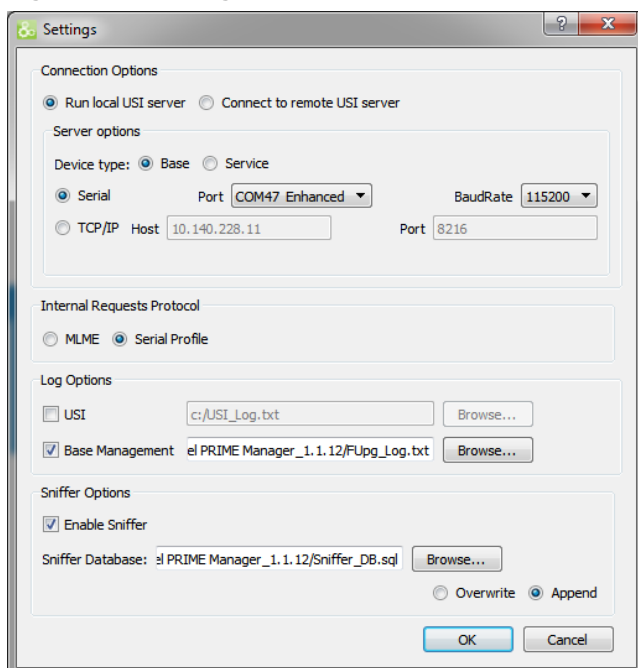 Settings
Connection Options
Run local USI server Connect to remote USI server
Server options
Device type: Base Service
Serial Port COM47 Enhanced BaudRate 115200
TCP/IP Host 10.140.228.11 Port 8216
Internal Requests Protocol
MLME Serial Profile
Log Options
USI c:/USI_Log.txt Browse...
Base Management el PRIME Manager_1.1.12/FUpg_Log.txt Browse...
Sniffer Options
Enable Sniffer
Sniffer Database: el PRIME Manager_1.1.12/Sniffer_DB.sql Browse...
Overwrite Append
OK Cancel